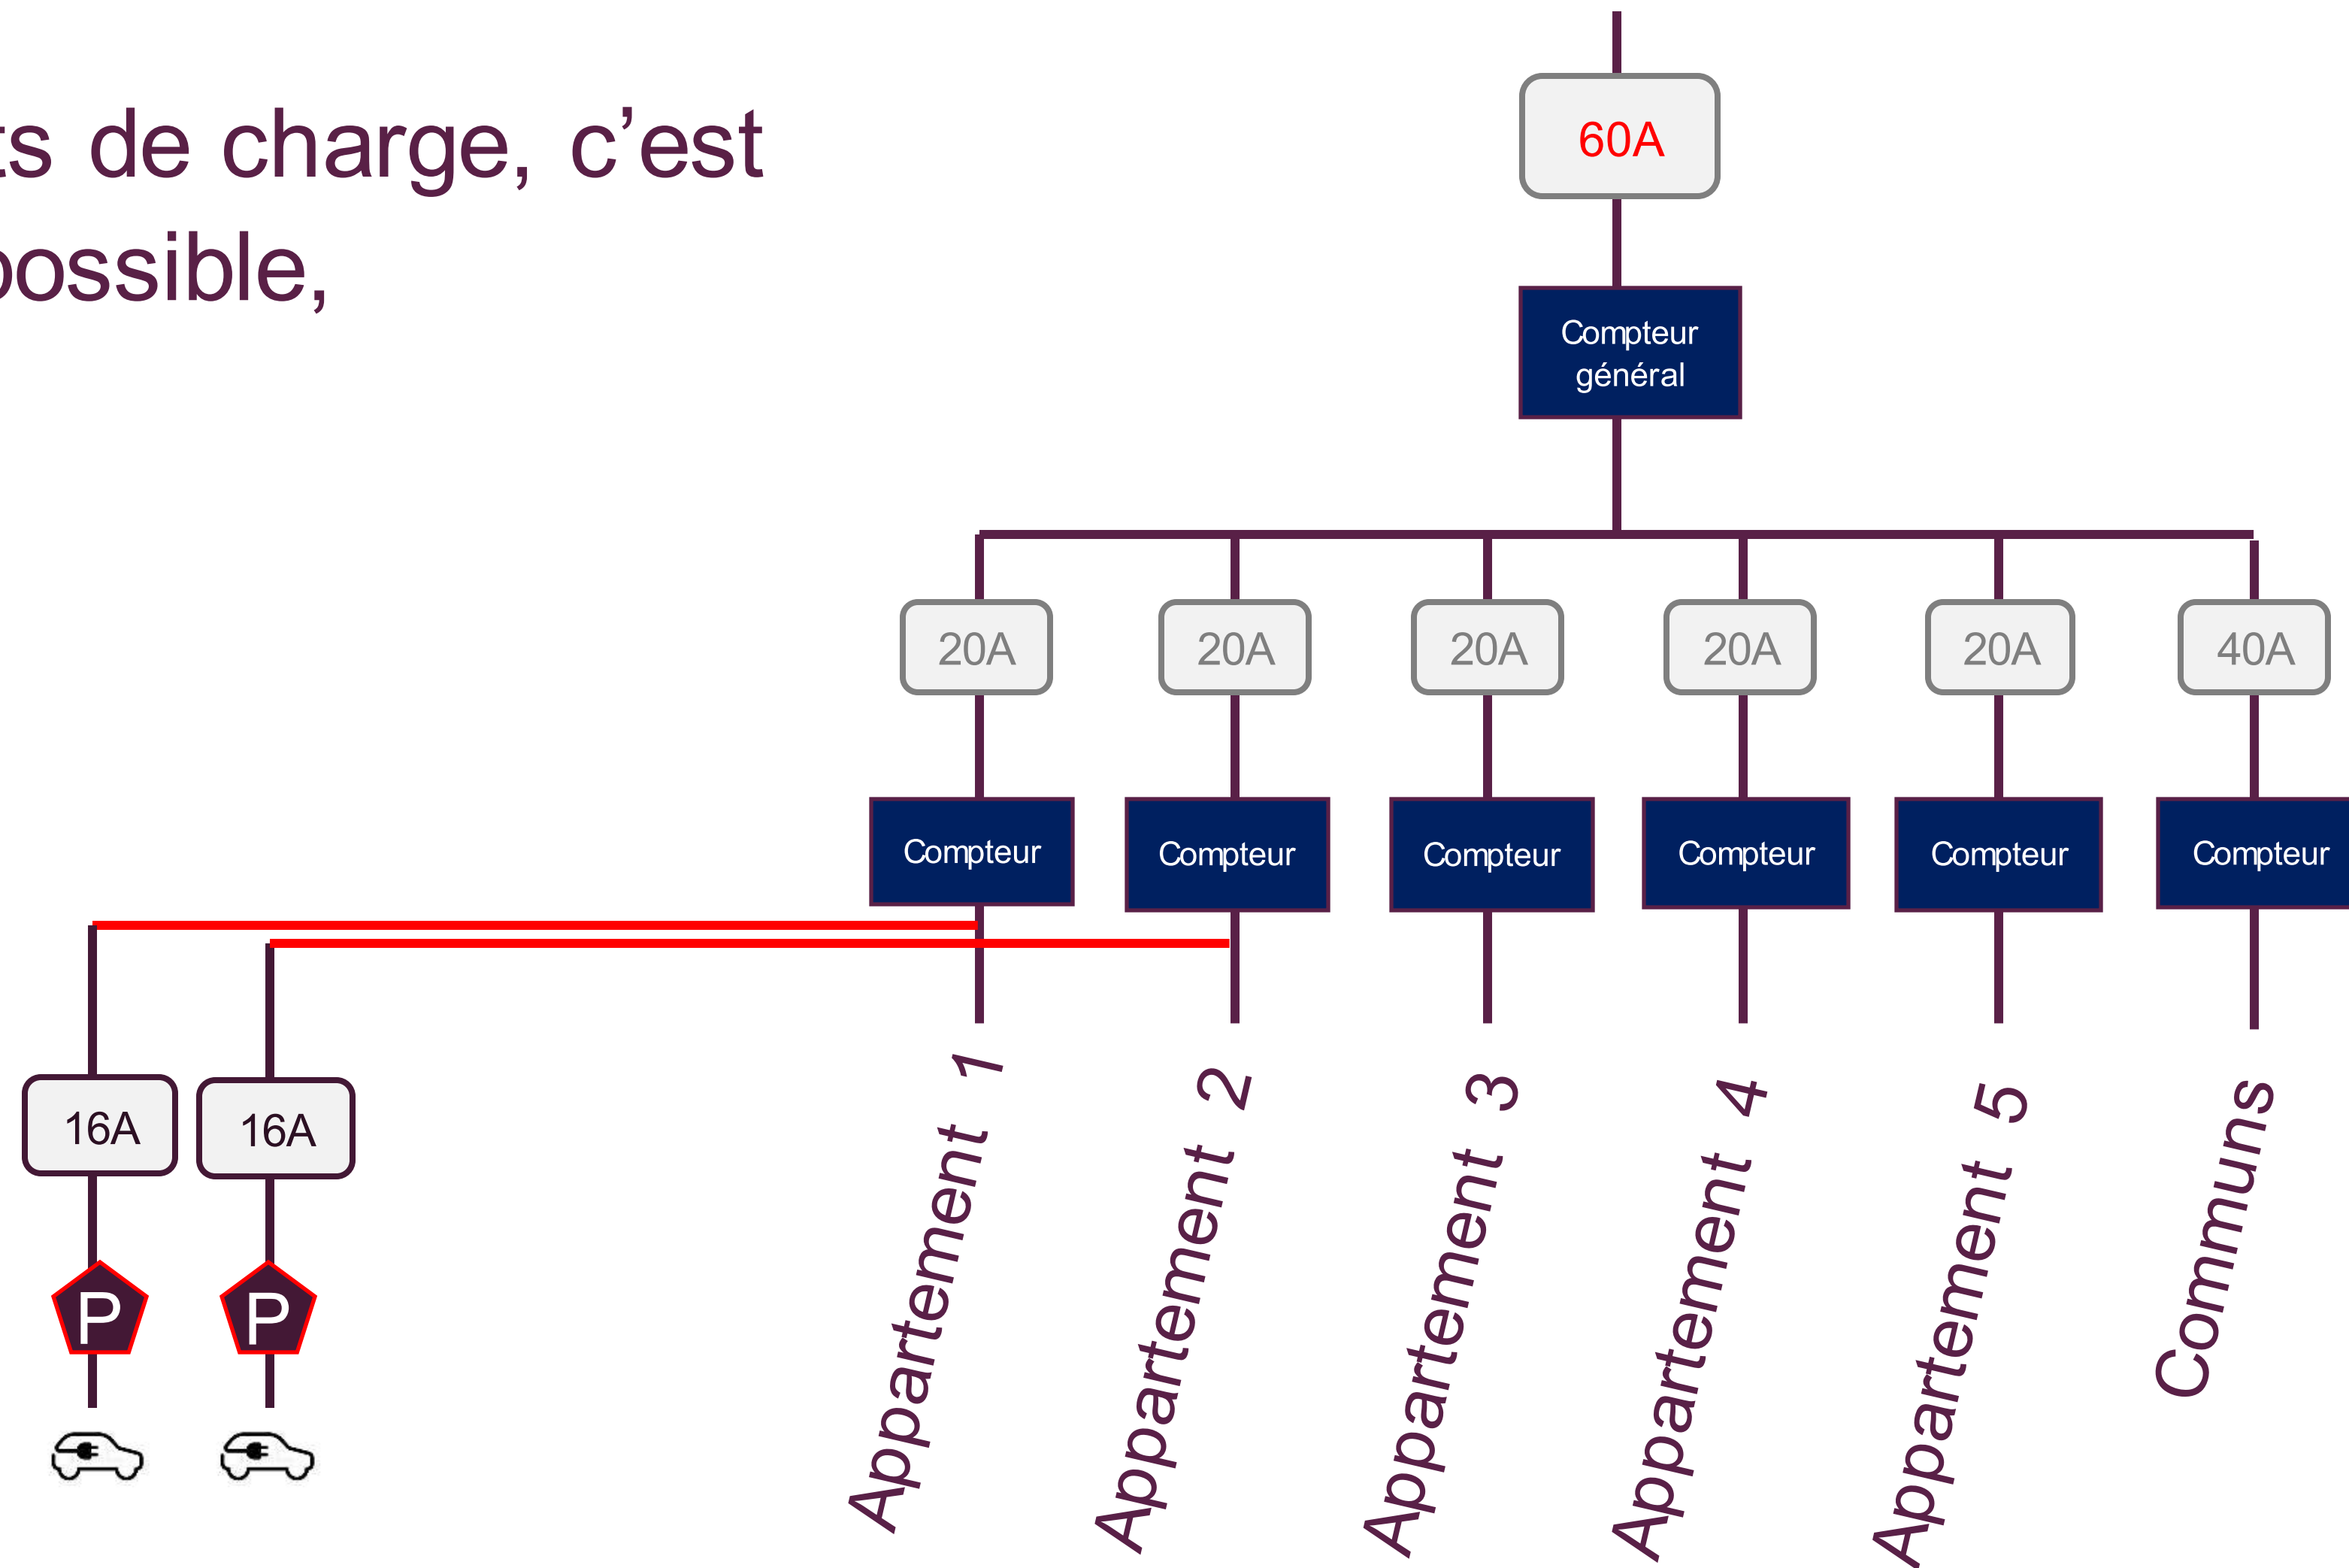 ts de charge, c’est
possible,
60A
Compteur
général
20A
20A
20A
20A
20A
40A
Compteur
Compteur
Compteur
Compteur
Compteur
Compteur
16A
16A
P
P
Appartement 1
Appartement 2
Appartement 3
Appartement 4
Appartement 5
Communs